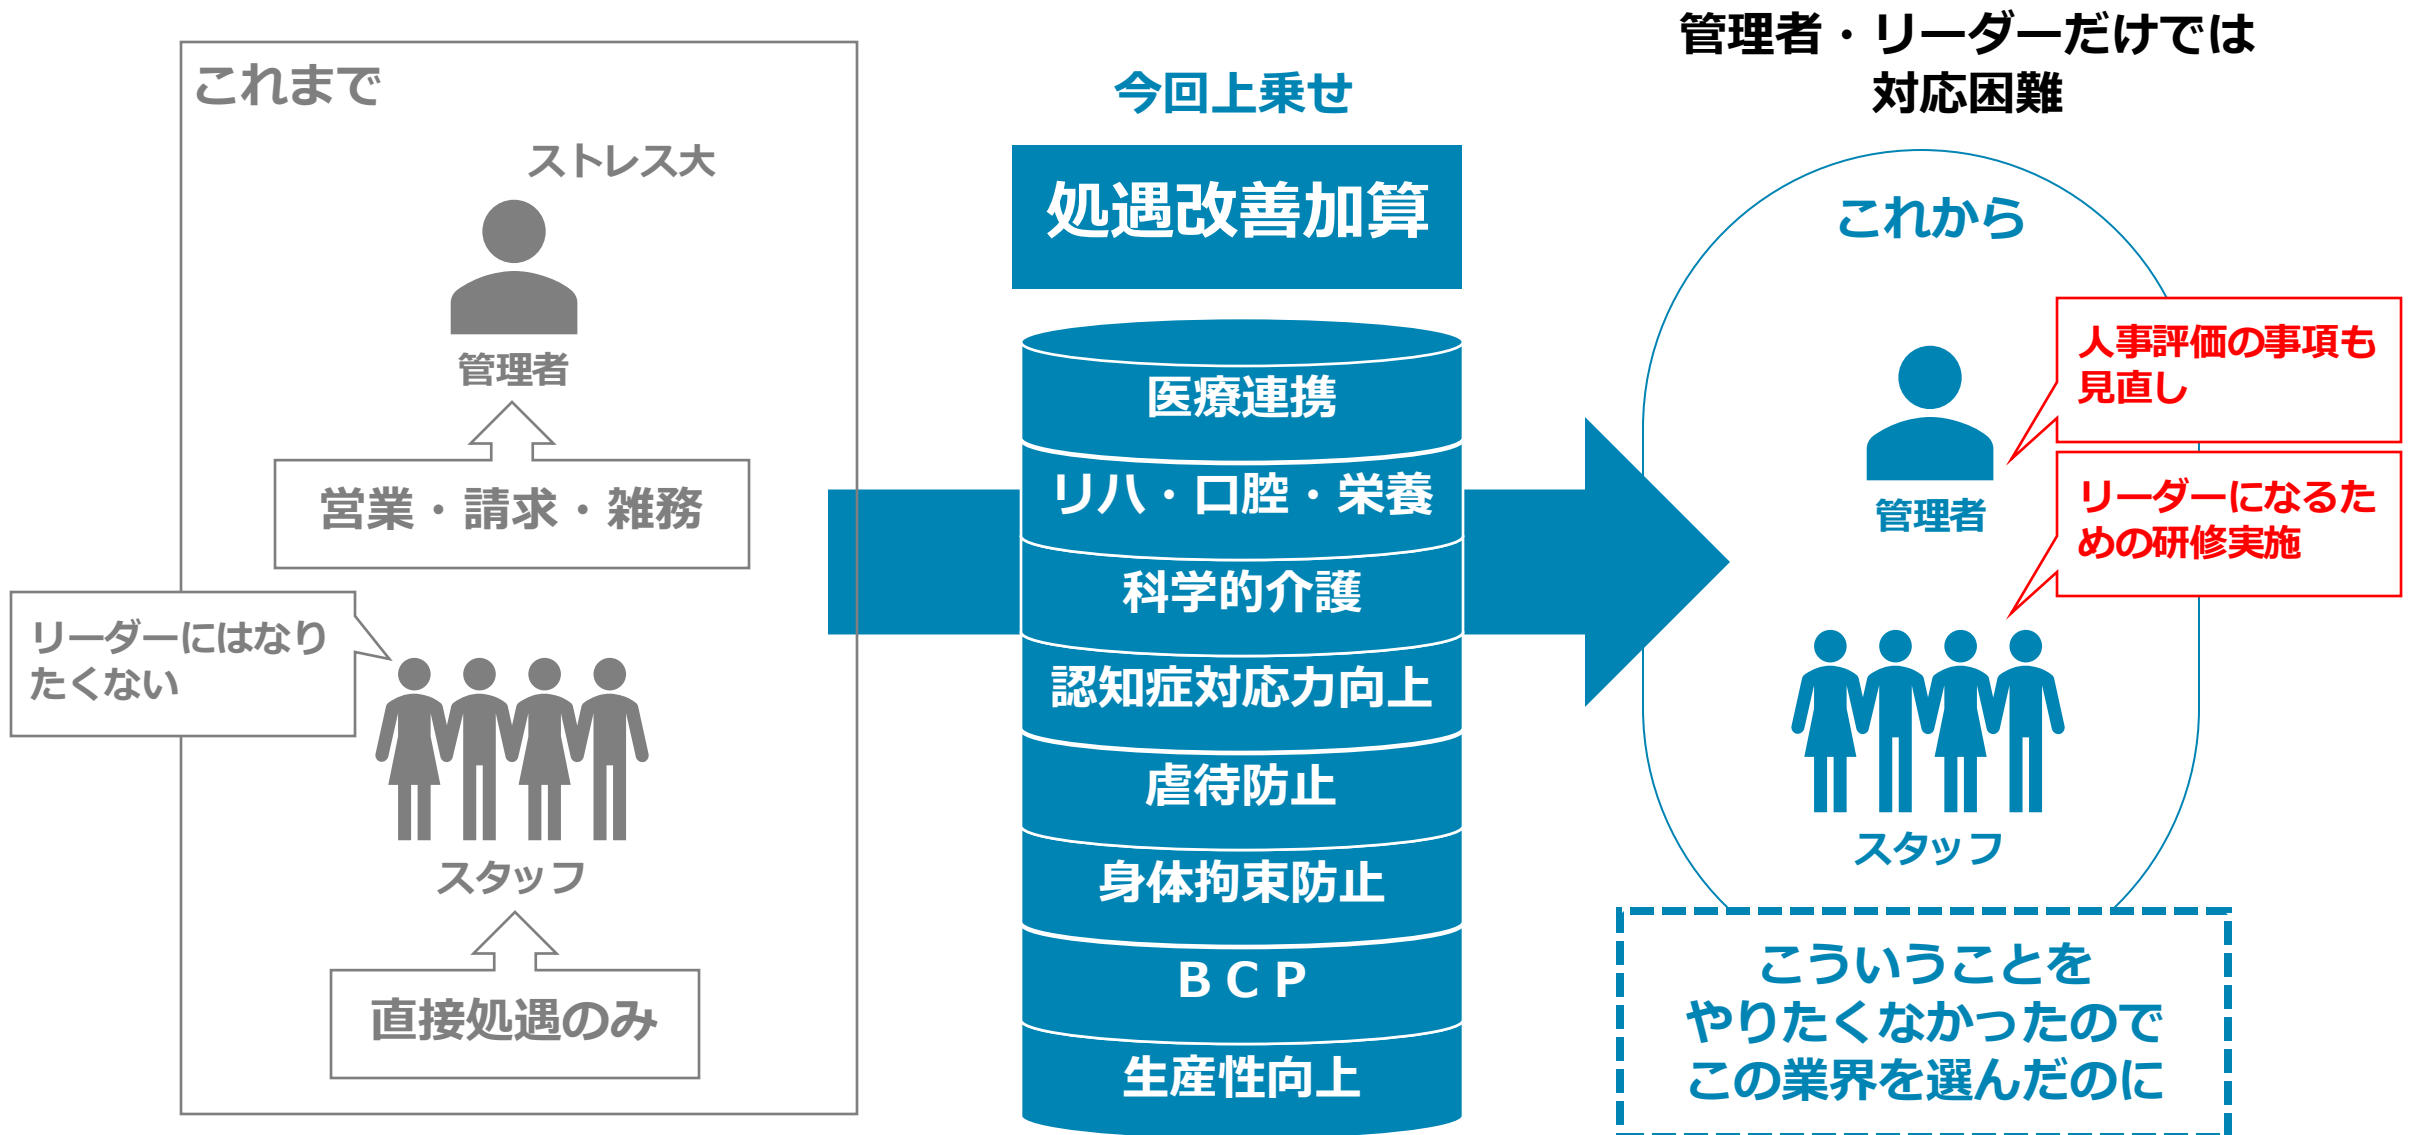 これまで
ストレス大
管理者
営業・請求・雑務
リーダーにはなり
たくない
スタッフ
直接処遇のみ
今回上乗せ
処遇改善加算
医療連携
リハ・口腔・栄養
科学的介護
認知症対応力向上
虐待防止
身体拘束防止
ＢＣＰ
生産性向上
管理者・リーダーだけでは
対応困難
これから
人事評価の事項も
見直し
管理者
リーダーになるた
めの研修実施
スタッフ
こういうことを
やりたくなかったので
この業界を選んだのに